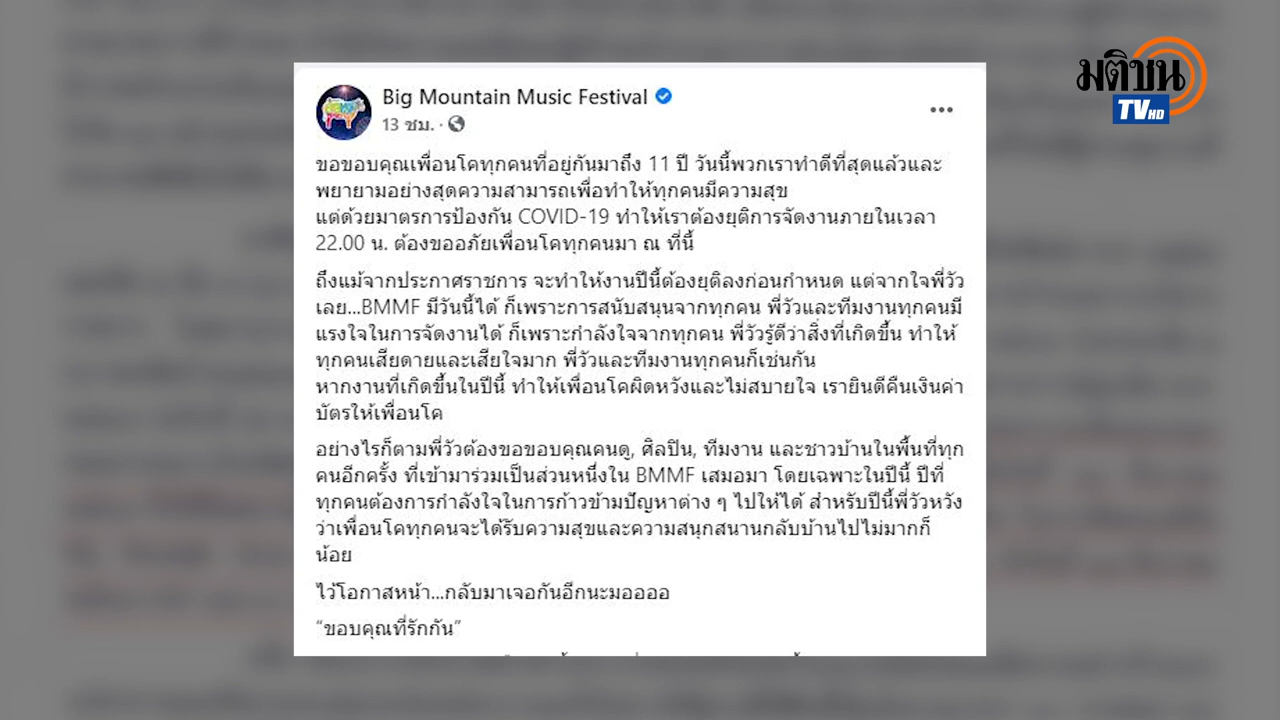 มติชน
TV HD
Big Mountain Music Festival
13 ชม. ·
ขอขอบคุณเพื่อนโคทุกคนที่อยู่กันมาถึง 11 ปี วันนี้พวกเราทำดีที่สุดแล้วและ
พยายามอย่างสุดความสามารถเพื่อทำให้ทุกคนมีความสุข
แต่ด้วยมาตรการป้องกัน COVID-19 ทำให้เราต้องยุติการจัดงานภายในเวลา
22.00 น. ต้องขออภัยเพื่อนโคทุกคนมา ณ ที่นี้
ถึงแม้จากประกาศราชการ จะทำให้งานปีนี้ต้องยุติลงก่อนกำหนด แต่จากใจพี่วัว
เลย...BMMF มีวันนี้ได้ ก็เพราะการสนับสนุนจากทุกคน พี่วัวและทีมงานทุกคนมี
แรงใจในการจัดงานได้ ก็เพราะกำลังใจจากทุกคน พี่วัวรู้ดีว่าสิ่งที่เกิดขึ้น ทำให้
ทุกคนเสียดายและเสียใจมาก พี่วัวและทีมงานทุกคนก็เช่นกัน
หากงานที่เกิดขึ้นในปีนี้ ทำให้เพื่อนโคผิดหวังและไม่สบายใจ เรายินดีคืนเงินค่า
บัตรให้เพื่อนโค
อย่างไรก็ตามพี่วัวต้องขอขอบคุณคนดู, ศิลปิน, ทีมงาน และชาวบ้านในพื้นที่ทุก
คนอีกครั้ง ที่เข้ามาร่วมเป็นส่วนหนึ่งใน BMMF เสมอมา โดยเฉพาะในปีนี้ ปีที่
ทุกคนต้องการกำลังใจในการก้าวข้ามปัญหาต่าง ๆ ไปให้ได้ สำหรับปีนี้พี่วัวหวัง
ว่าเพื่อนโคทุกคนจะได้รับความสุขและความสนุกสนานกลับบ้านไปไม่มากก็
น้อย
ไว้โอกาสหน้า...กลับมาเจอกันอีกนะมออออ
“ขอบคุณที่รักกัน”